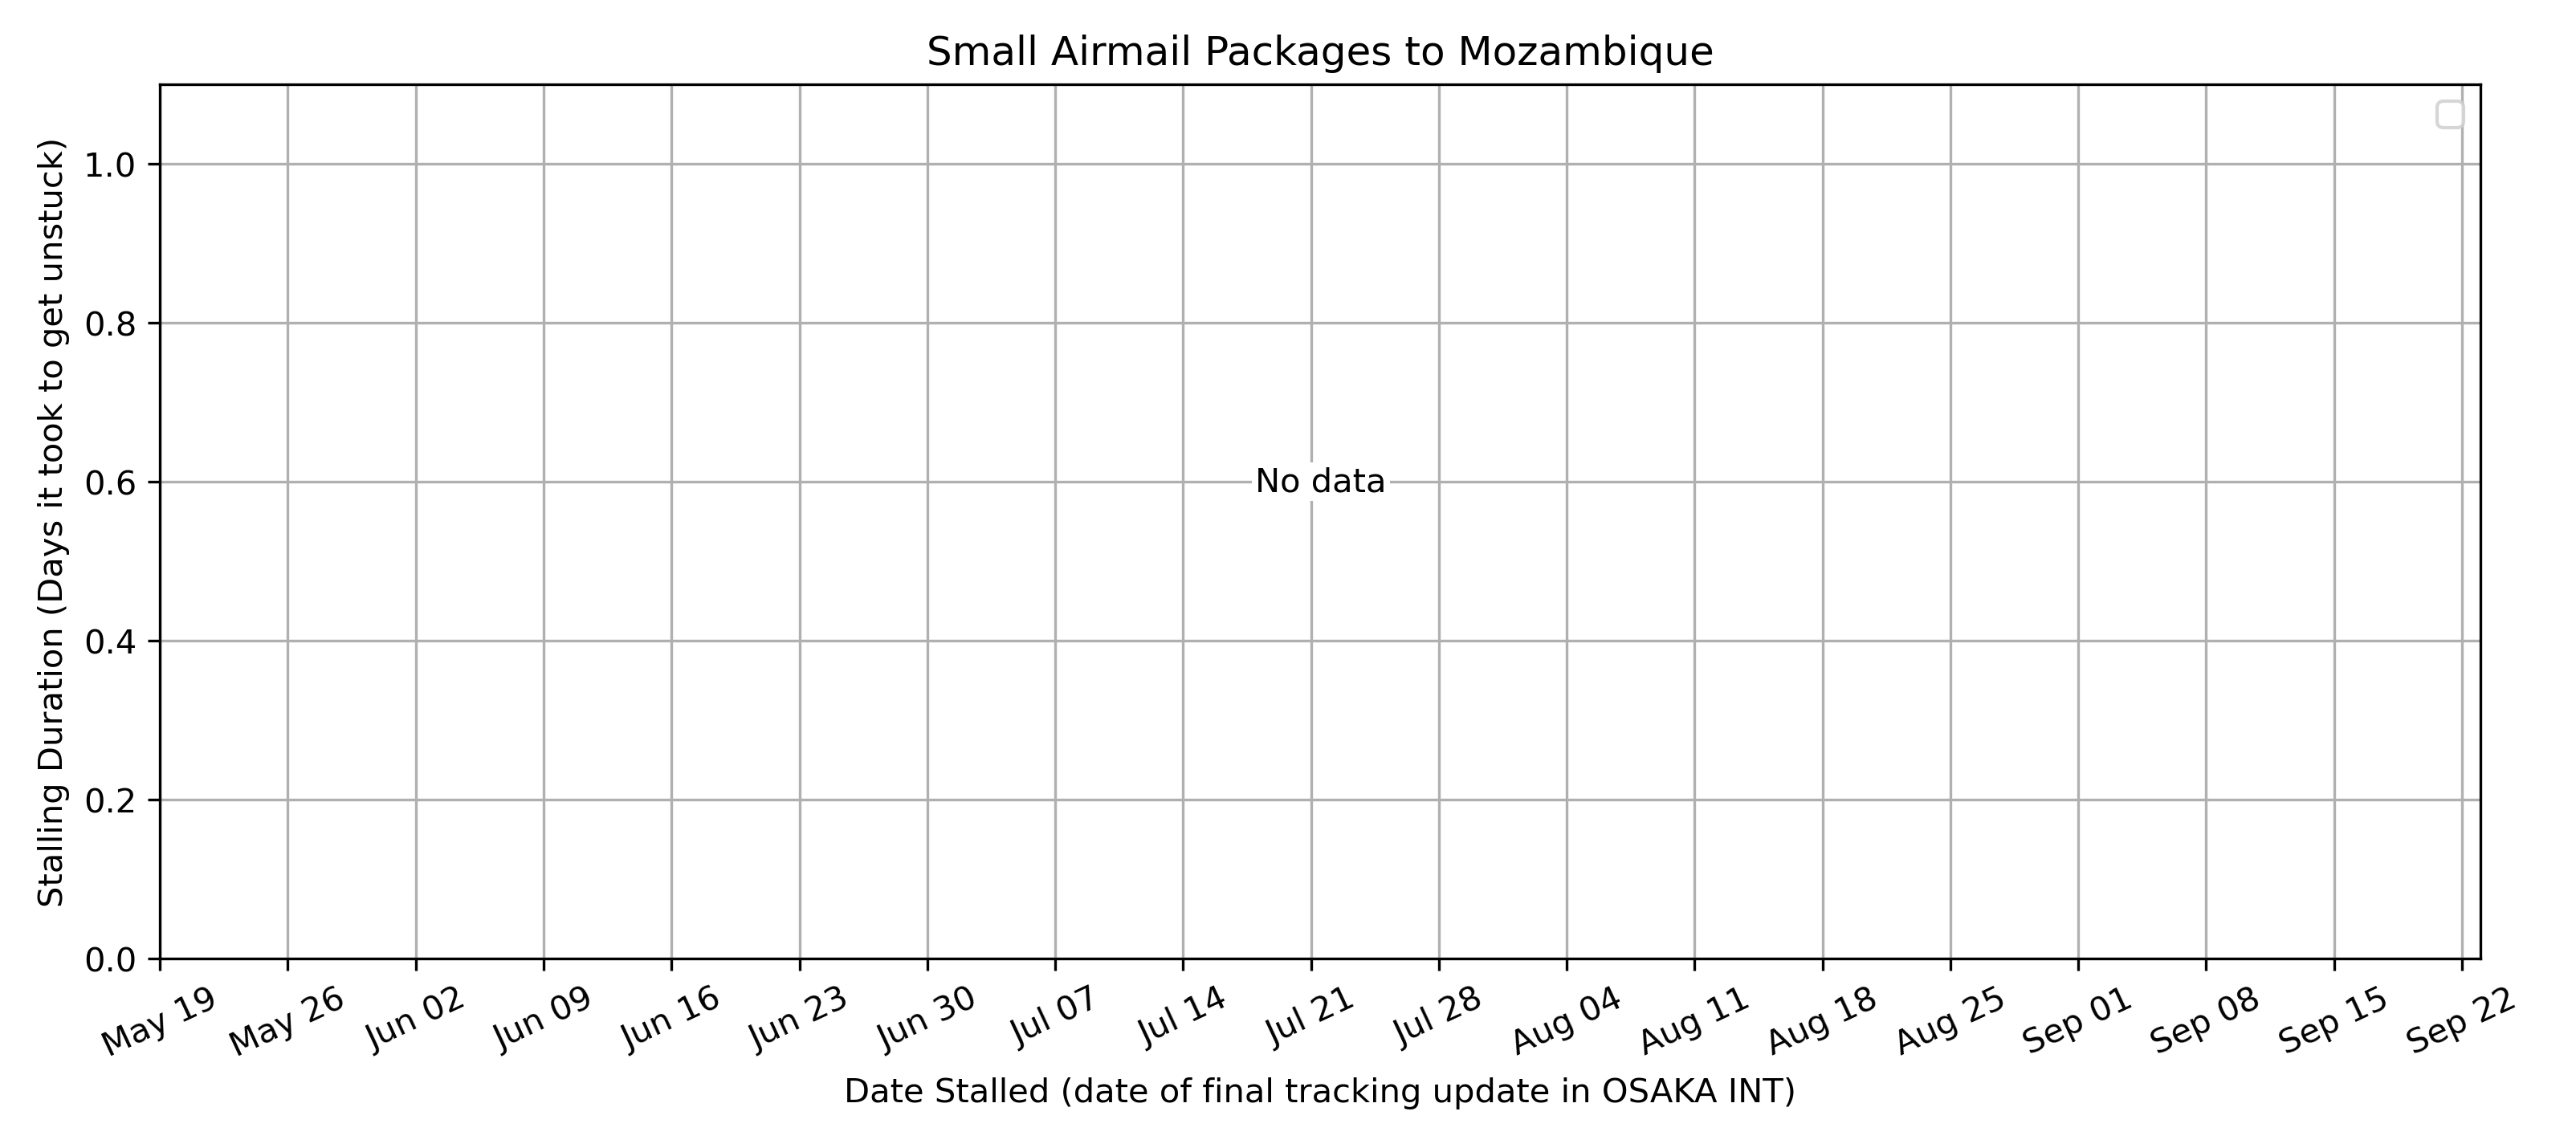 Small Airmail Packages to Mozambique
Stalling Duration (Days it took to get unstuck)
1.0
0.8
0.6
0.4
0.2
0.0
No data
May 19
May 26
Jun 02
Jun 09
Jun 16
Jun 23
Jun 30
Jul 07
Jul 14
Jul 21
Jul 28
Aug 04
Aug 11
Aug 18
Aug 25
Sep 01
Sep 08
Sep 15
Sep 22
Date Stalled (date of final tracking update in OSAKA INT)